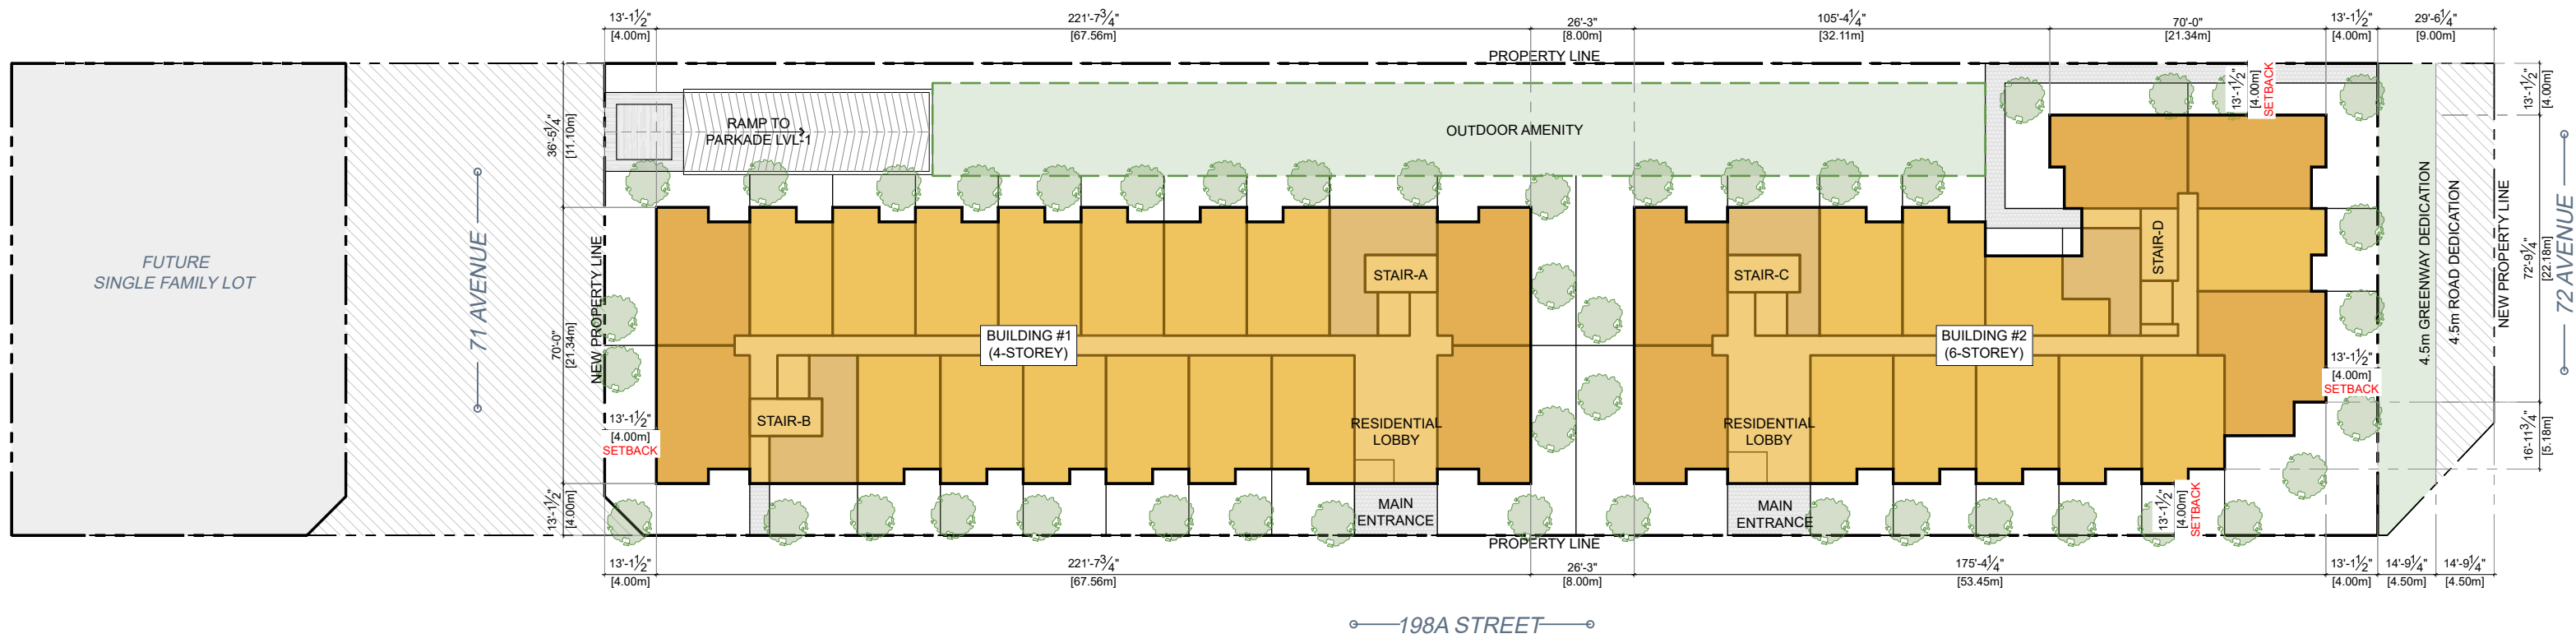 13'-1½"
[4.00m]
221'-7¾"
[67.56m]
26'-3"
[8.00m]
105'-4¼"
[32.11m]
70'-0"
[21.34m]
13'-1½"
[4.00m]
29'-6¼"
[9.00m]
PROPERTY LINE
FUTURE
SINGLE FAMILY LOT
71 AVENUE
36'-5¼"
[11.10m]
70'-0"
[21.34m]
13'-1½"
[4.00m]
NEW PROPERTY LINE
13'-1½"
[4.00m]
SETBACK
RAMP TO
PARKADE LVL-1
OUTDOOR AMENITY
13'-1½"
[4.00m]
SETBACK
STAIR-A
STAIR-B
BUILDING #1
(4-STOREY)
RESIDENTIAL
LOBBY
MAIN
ENTRANCE
STAIR-C
STAIR-D
BUILDING #2
(6-STOREY)
RESIDENTIAL
LOBBY
MAIN
ENTRANCE
13'-1½"
[4.00m]
SETBACK
13'-1½"
[4.00m]
SETBACK
4.5m GREENWAY DEDICATION
4.5m ROAD DEDICATION
NEW PROPERTY LINE
13'-1½"
[4.00m]
72'-9¼"
[22.18m]
16'-11¾"
[5.18m]
72 AVENUE
PROPERTY LINE
13'-1½"
[4.00m]
221'-7¾"
[67.56m]
26'-3"
[8.00m]
175'-4¼"
[53.45m]
13'-1½"
[4.00m]
14'-9¼"
[4.50m]
14'-9¼"
[4.50m]
198A STREET